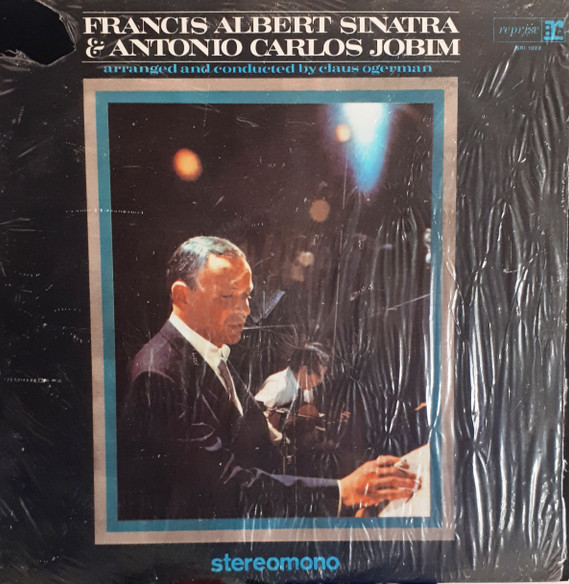 FRANCIS ALBERT SINATRA
& ANTONIO CARLOS JOBIM
arranged and conducted by claus ogerman
reprise
stereomono